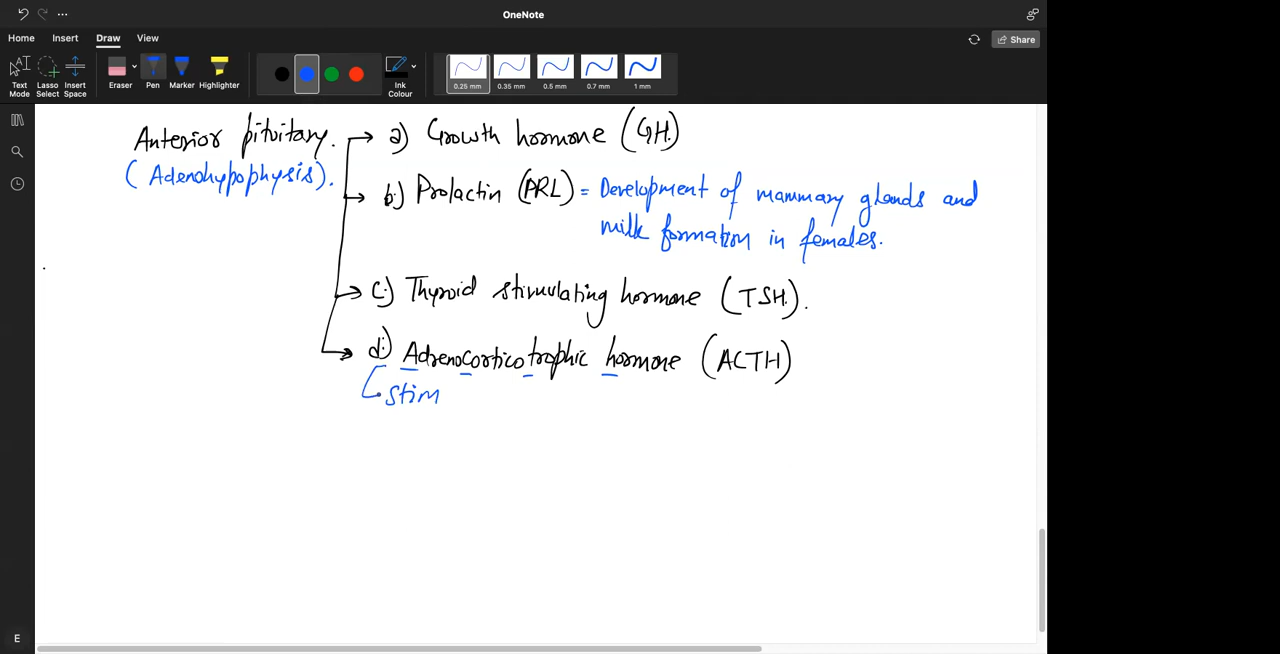 OneNote
Home Insert Draw View
Share
Text Mode
Lasso Select
Insert Space
Eraser
Pen
Marker
Highlighter
Ink Colour
0.25 mm
0.35 mm
0.5 mm
0.7 mm
1 mm
Anterior pituitary. → a) Growth hormone (GH)
(Adenohypophysis).
→ b) Prolactin (PRL) = Development of mammary glands and
milk formation in females.
→ c) Thyroid stimulating hormone (TSH).
→ d) Adrenocorticotrophic hormone (ACTH)
Stim
E